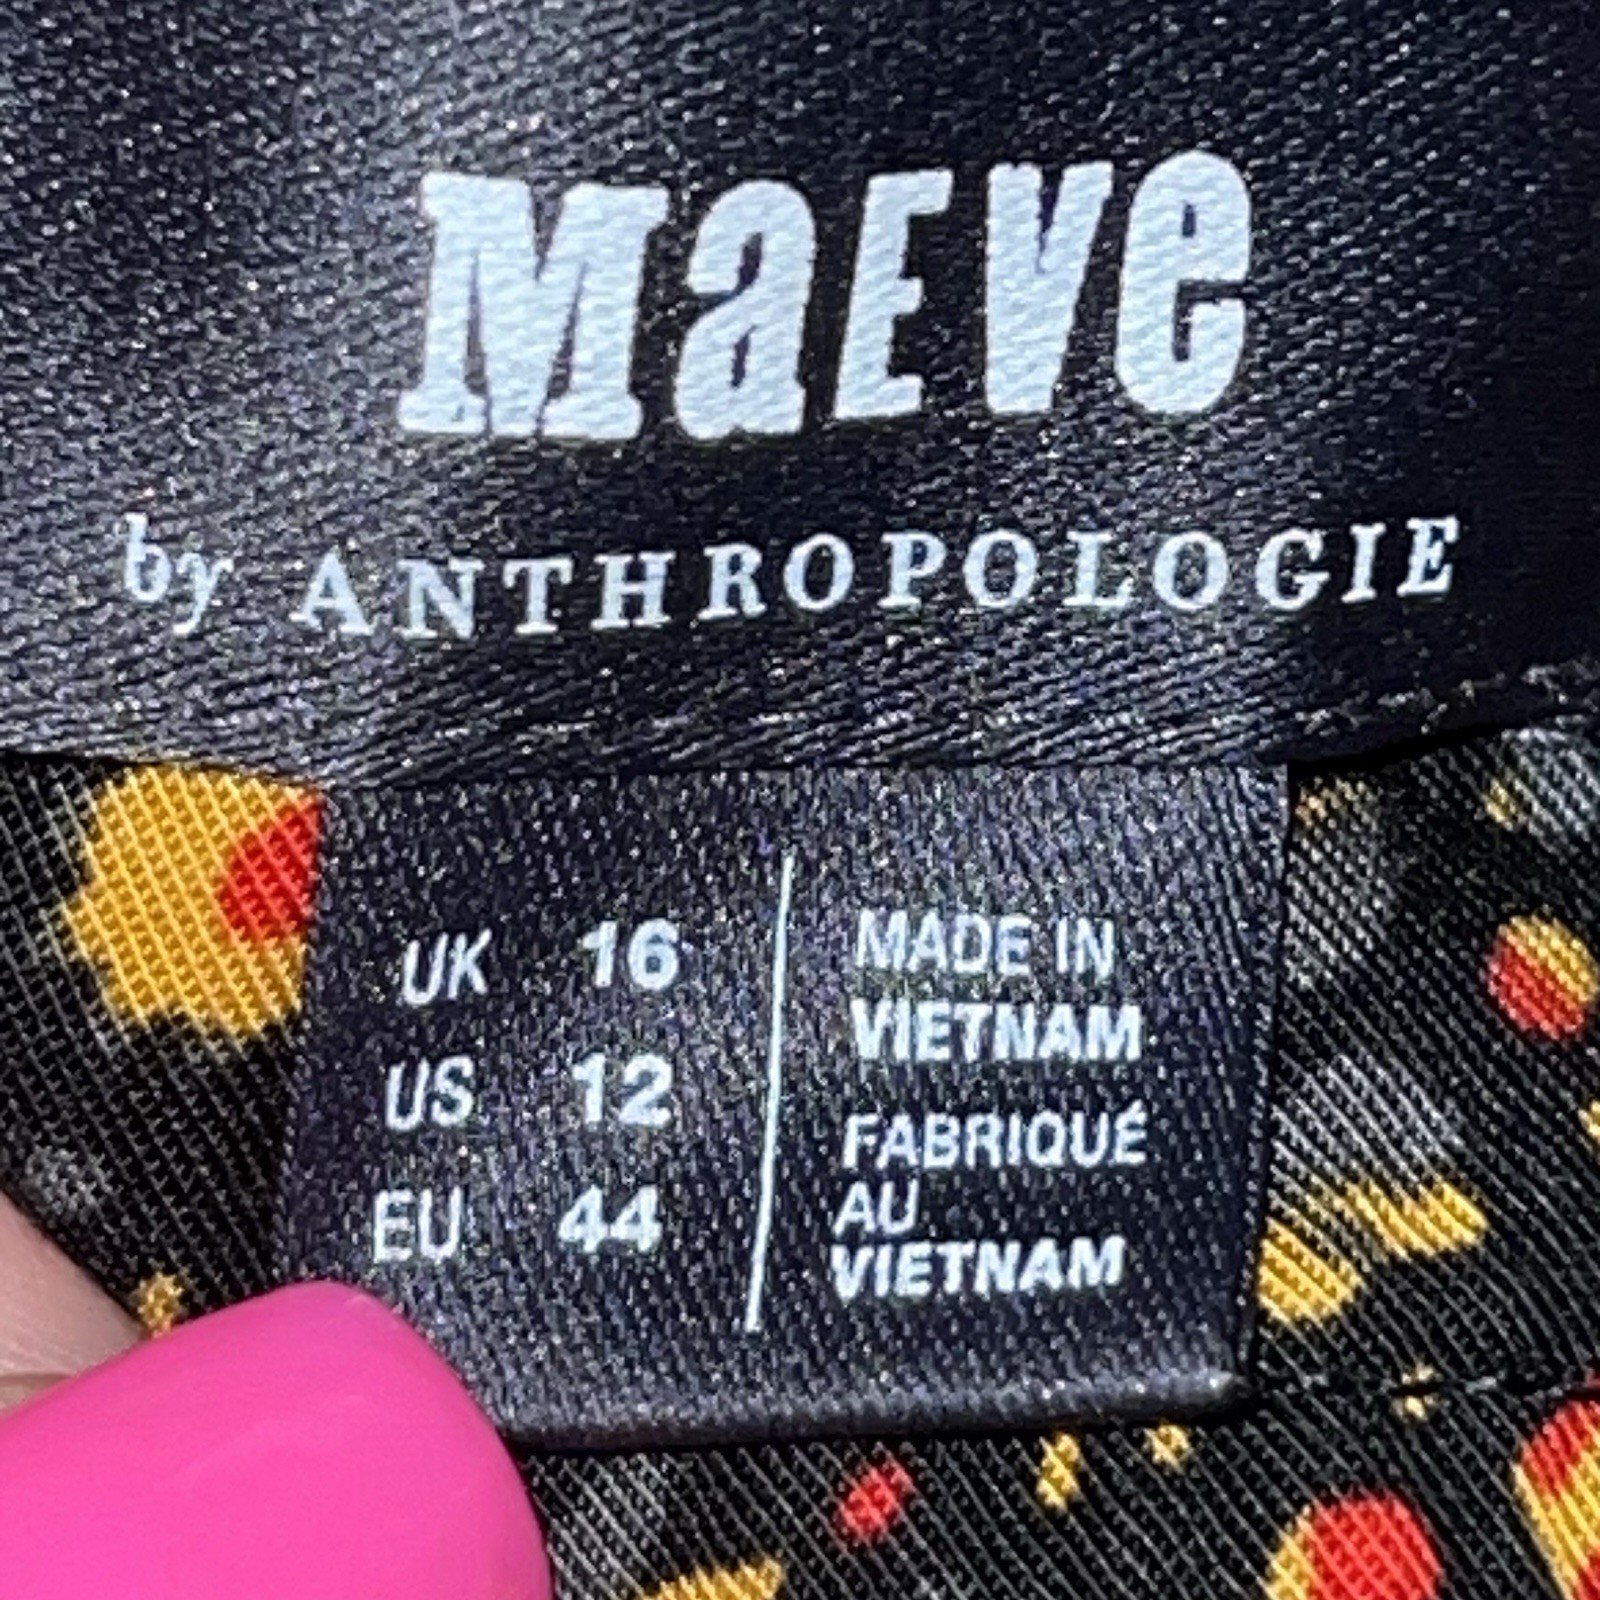 MaEVe
by ANTHROPOLOGIE
UK 16
US 12
EU 44
MADE IN
VIETNAM
FABRIQUÉ
AU
VIETNAM